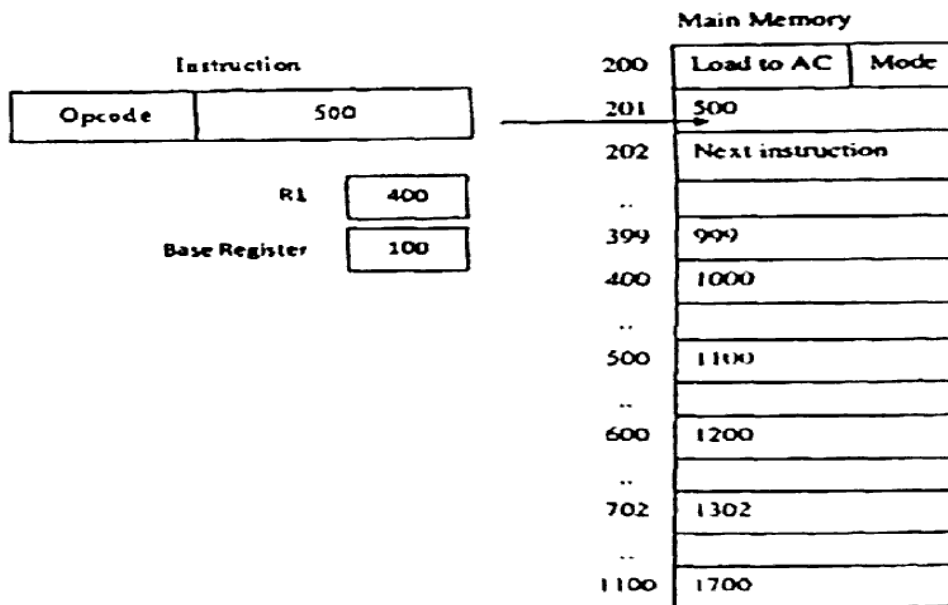 Main Memory
Instruction
200 Load to AC Mode
Opcode 500
201 500
202 Next instruction
R1 400
..
399 999
Base Register 100
400 1000
..
500 1100
..
600 1200
..
702 1302
..
1100 1700